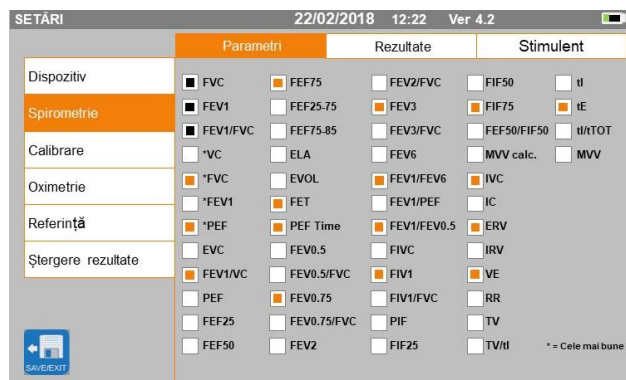 SETĂRI 22/02/2018 12:22 Ver 4.2
Parametri Rezultate Stimulent
Dispozitiv
Spirometrie
Calibrare
Oximetrie
Referință
Ștergere rezultate
FVC FEF75 FEV2/FVC FIF50 tI
FEV1 FEF25-75 FEV3 FIF75 tE
FEV1/FVC FEF75-85 FEV3/FVC FEF50/FIF50 tI/tTOT
*VC ELA FEV6 MVV calc. MVV
*FVC EVOL FEV1/FEV6 IVC
*FEV1 FET FEV1/PEF IC
*PEF PEF Time FEV1/FEV0.5 ERV
EVC FEV0.5 FIVC IRV
FEV1/VC FEV0.5/FVC FIV1 VE
PEF FEV0.75 FIV1/FVC RR
FEF25 FEV0.75/FVC PIF TV
FEF50 FEV2 FIF25 TV/tI * = Cele mai bune
SAVE/EXIT